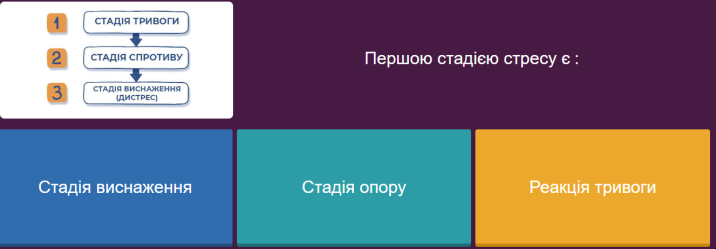 1 СТАДІЯ ТРИВОГИ
2 СТАДІЯ СПРОТИВУ
3 СТАДІЯ ВИСНАЖЕННЯ
(ДИСТРЕС)
Першою стадією стресу є :
Стадія виснаження
Стадія опору
Реакція тривоги